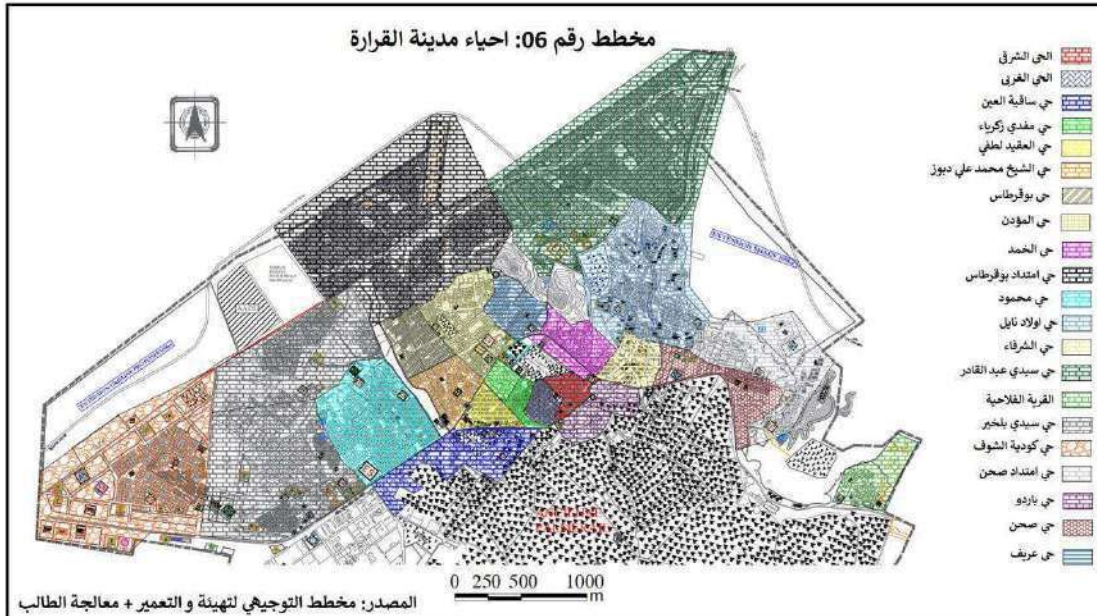 مخطط رقم 06: احياء مدينة القرارة
الحي الشرقي
الحي الغربي
حي ساقية العين
حي مفدي زكرياء
حي العقيد لطفي
حي الشيخ محمد علي دبوز
حي بوقرطاس
حي المؤذن
حي الخمد
حي امتداد بوقرطاس
حي محمود
حي اولاد نايل
حي الشرفاء
حي سيدي عبد القادر
القرية الفلاحية
حي سيدي بلخير
حي كودية الشوف
حي امتداد صحن
حي باردو
حي صحن
حي عريف
0 250 500 1000
m
المصدر: مخطط التوجيهي لتهيئة و التعمير + معالجة الطالب